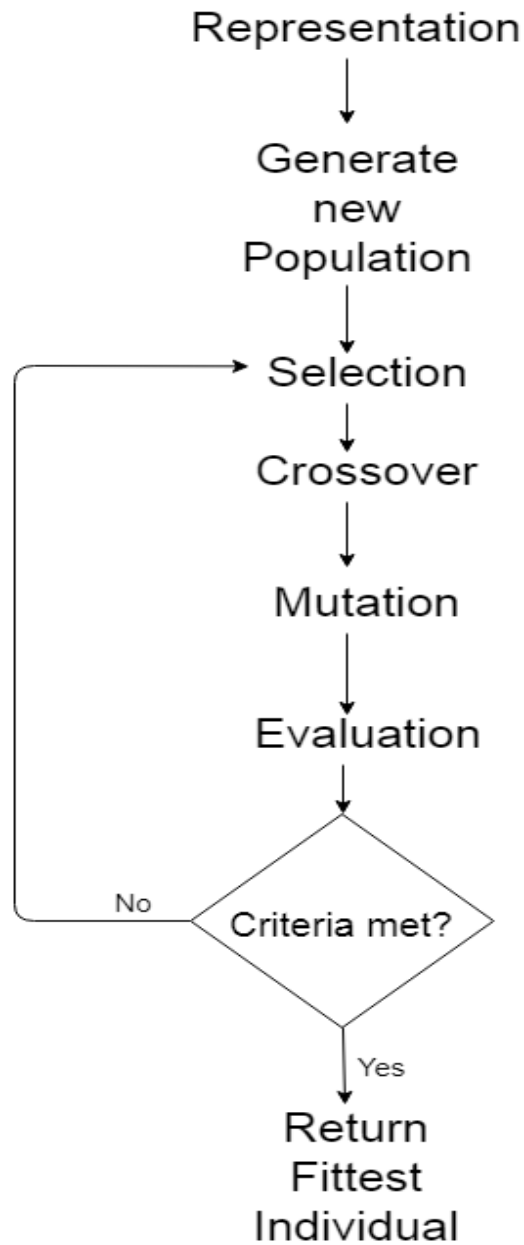 Representation
Generate
new
Population
Selection
Crossover
Mutation
Evaluation
Criteria met?
No
Yes
Return
Fittest
Individual